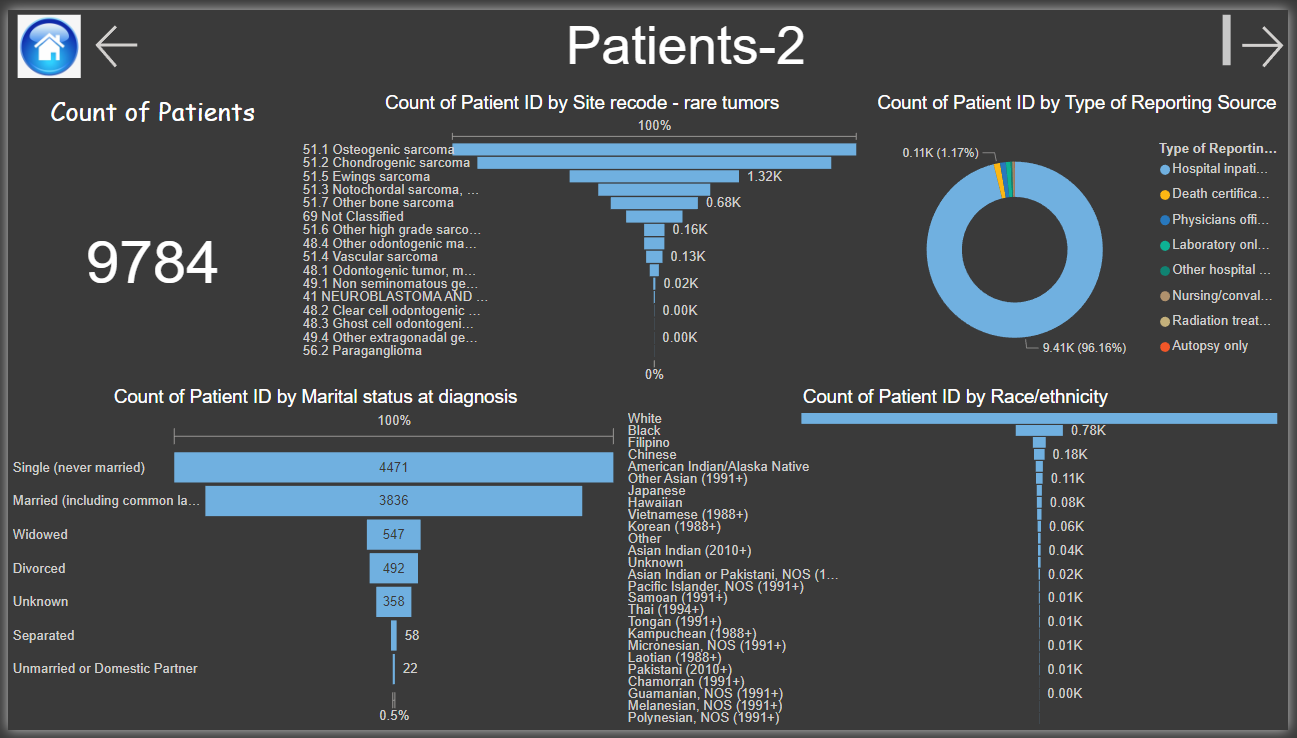 Patients-2
Count of Patients
9784
Count of Patient ID by Site recode - rare tumors
100%
51.1 Osteogenic sarcoma
51.2 Chondrogenic sarcoma
51.5 Ewings sarcoma 1.32K
51.3 Notochordal sarcoma, ...
51.7 Other bone sarcoma 0.68K
69 Not Classified
51.6 Other high grade sarco... 0.16K
48.4 Other odontogenic ma...
51.4 Vascular sarcoma 0.13K
48.1 Odontogenic tumor, m...
49.1 Non seminomatous ge... 0.02K
41 NEUROBLASTOMA AND ...
48.2 Clear cell odontogenic ... 0.00K
48.3 Ghost cell odontogeni...
49.4 Other extragonadal ge... 0.00K
56.2 Paraganglioma
0%
Count of Patient ID by Type of Reporting Source
0.11K (1.17%)
9.41K (96.16%)
Type of Reportin...
Hospital inpati...
Death certifica...
Physicians offi...
Laboratory onl...
Other hospital ...
Nursing/conval...
Radiation treat...
Autopsy only
Count of Patient ID by Marital status at diagnosis
100%
Single (never married) 4471
Married (including common la... 3836
Widowed 547
Divorced 492
Unknown 358
Separated 58
Unmarried or Domestic Partner 22
0.5%
Count of Patient ID by Race/ethnicity
White
Black 0.78K
Filipino
Chinese 0.18K
American Indian/Alaska Native
Other Asian (1991+) 0.11K
Japanese
Hawaiian 0.08K
Vietnamese (1988+)
Korean (1988+) 0.06K
Other
Asian Indian (2010+) 0.04K
Unknown
Asian Indian or Pakistani, NOS (1... 0.02K
Pacific Islander, NOS (1991+)
Samoan (1991+) 0.01K
Thai (1994+)
Tongan (1991+) 0.01K
Kampuchean (1988+)
Micronesian, NOS (1991+) 0.01K
Laotian (1988+)
Pakistani (2010+) 0.01K
Chamorran (1991+)
Guamanian, NOS (1991+) 0.00K
Melanesian, NOS (1991+)
Polynesian, NOS (1991+)